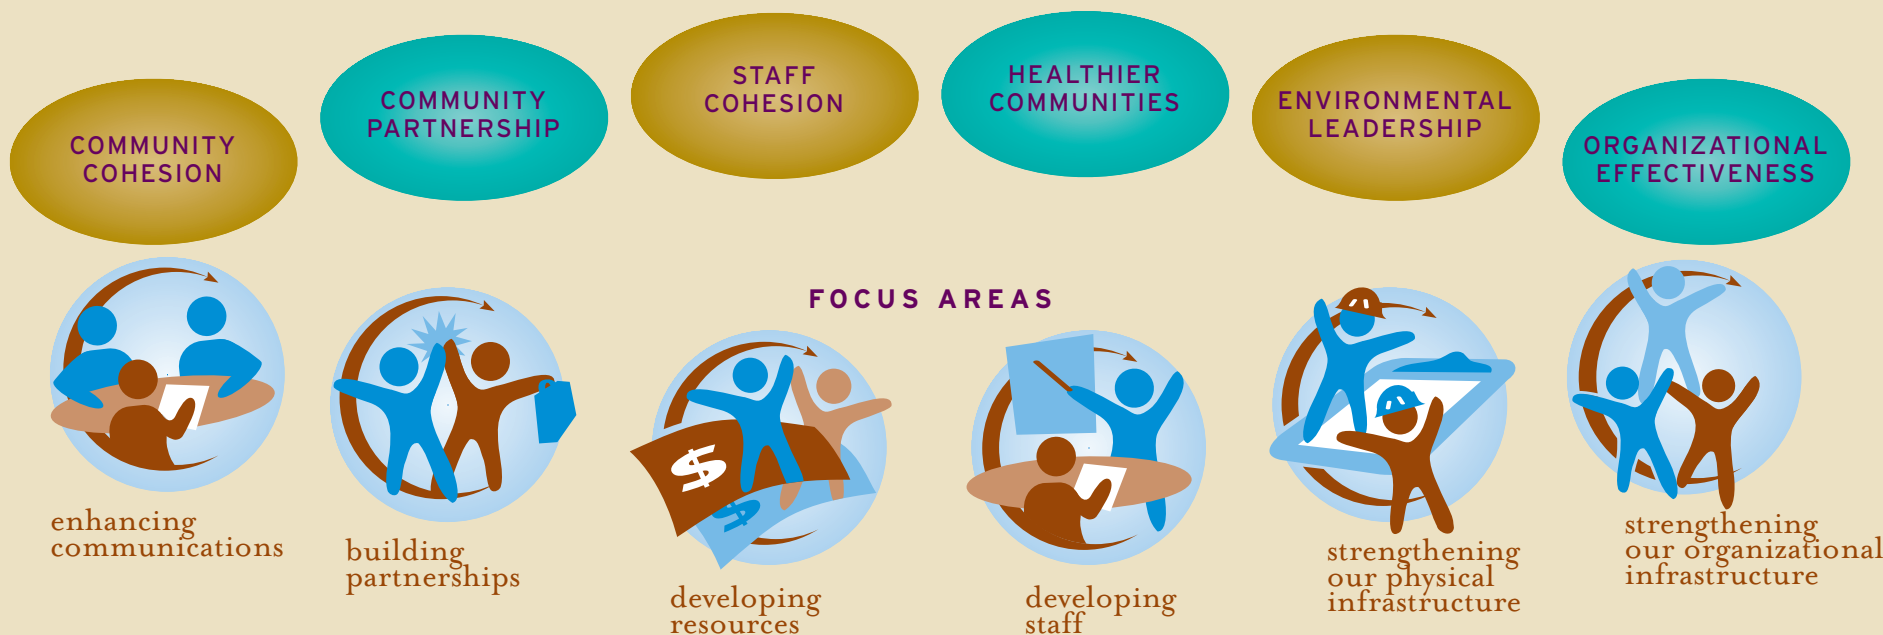 COMMUNITY
COHESION
COMMUNITY
PARTNERSHIP
STAFF
COHESION
HEALTHIER
COMMUNITIES
ENVIRONMENTAL
LEADERSHIP
ORGANIZATIONAL
EFFECTIVENESS
FOCUS AREAS
$
$
enhancing
communications
building
partnerships
developing
resources
developing
staff
strengthening
our physical
infrastructure
strengthening
our organizational
infrastructure